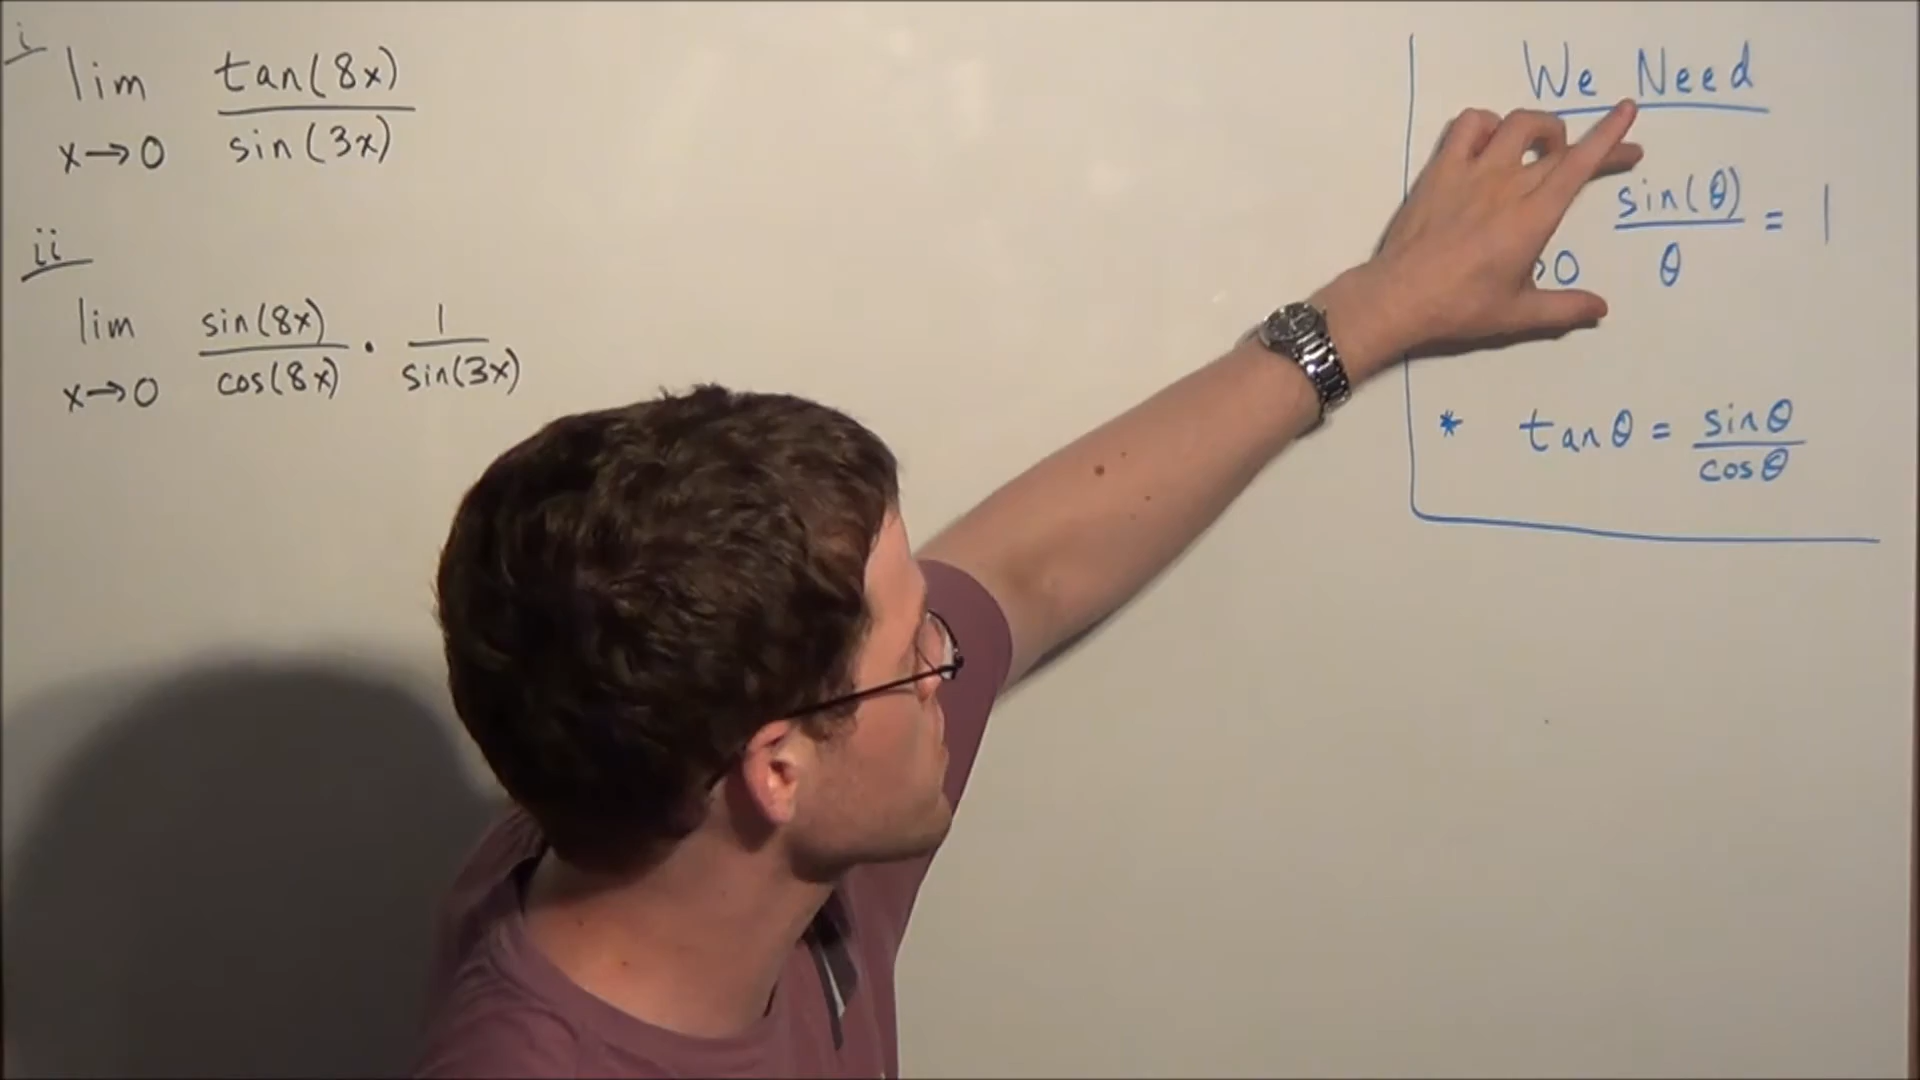 i
lim tan(8x)
x→0 sin(3x)
ii
lim sin(8x) · 1
x→0 cos(8x) sin(3x)
We Need
sin(θ) = 1
→0 θ
* tanθ = sinθ
cosθ